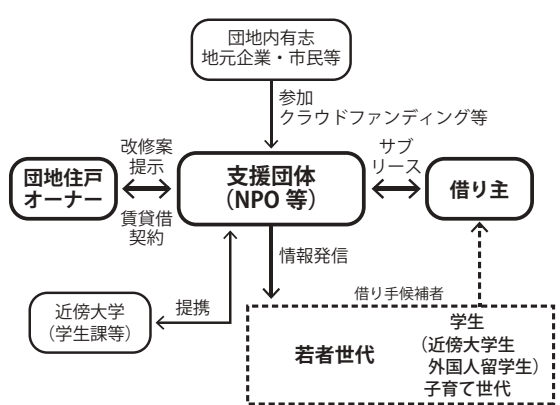 団地内有志
地元企業・市民等
参加
クラウドファンディング等
改修案
提示
サブ
リース
団地住戸
オーナー
支援団体
（NPO 等）
借り主
賃貸借
契約
情報発信
近傍大学
（学生課等）
提携
借り手候補者
若者世代
学生
（近傍大学生
外国人留学生）
子育て世代